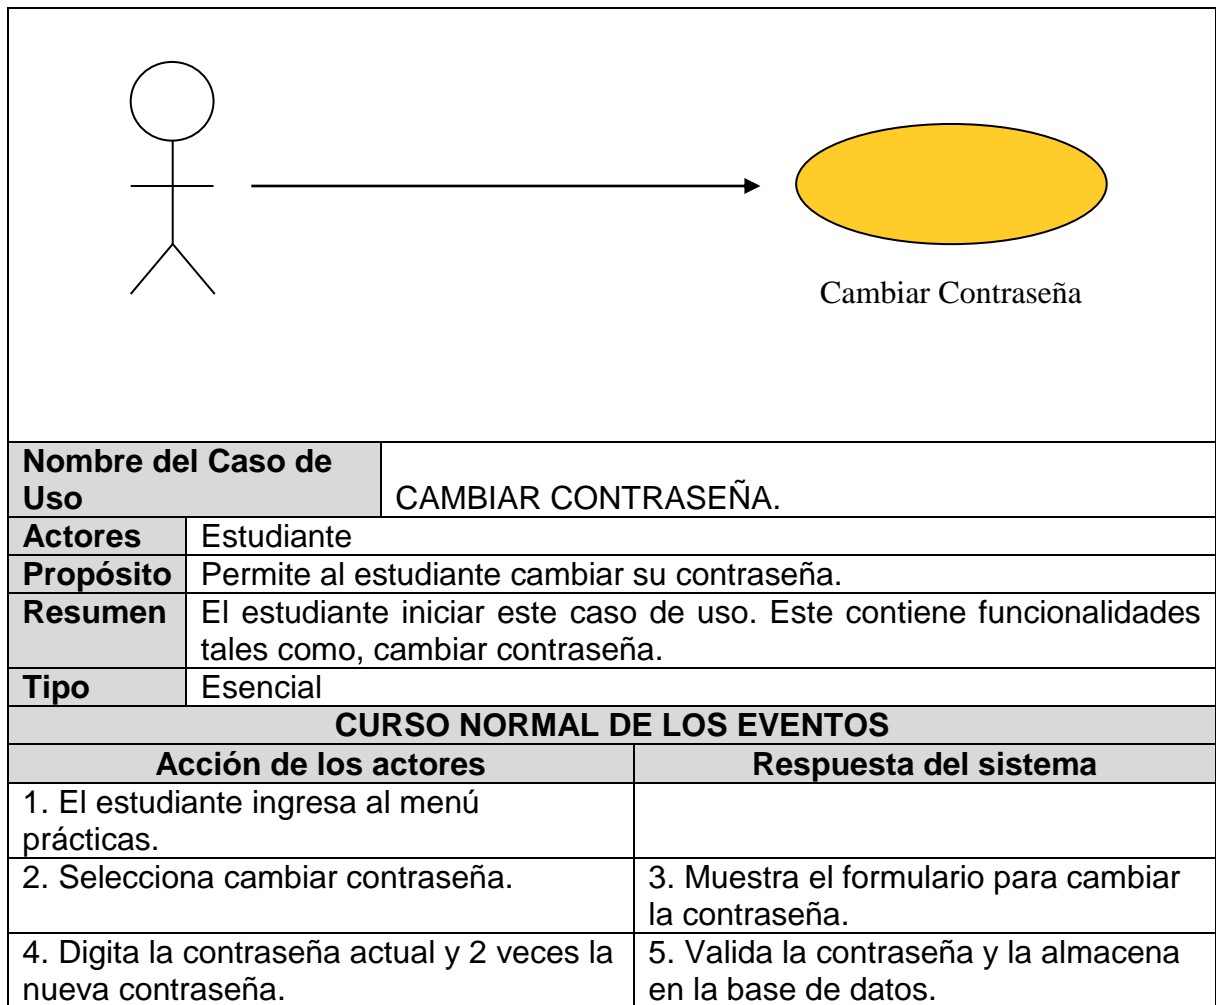 Cambiar Contraseña
Nombre del Caso de
Uso
CAMBIAR CONTRASEÑA.
Actores
Estudiante
Propósito
Permite al estudiante cambiar su contraseña.
Resumen
El estudiante iniciar este caso de uso. Este contiene funcionalidades
tales como, cambiar contraseña.
Tipo
Esencial
CURSO NORMAL DE LOS EVENTOS
Acción de los actores
Respuesta del sistema
1. El estudiante ingresa al menú
prácticas.
2. Selecciona cambiar contraseña.
3. Muestra el formulario para cambiar
la contraseña.
4. Digita la contraseña actual y 2 veces la
nueva contraseña.
5. Valida la contraseña y la almacena
en la base de datos.